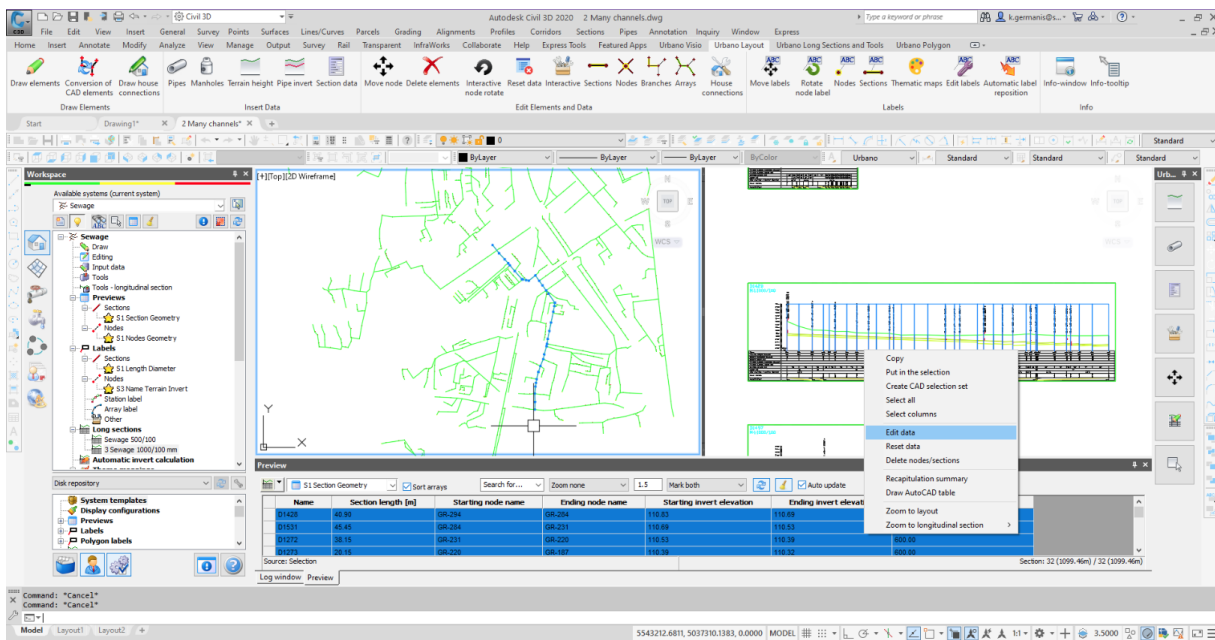 CIVIL 3D
Autodesk Civil 3D 2020   2 Many channels.dwg
Type a keyword or phrase
k.germanis@s...
File Edit View Insert General Survey Points Surfaces Lines/Curves Parcels Grading Alignments Profiles Corridors Sections Pipes Annotation Inquiry Window Express
Home Insert Annotate Modify Analyze View Manage Output Survey Rail Transparent InfraWorks Collaborate Help Express Tools Featured Apps Urbano Visio Urbano Layout Urbano Long Sections and Tools Urbano Polygon
Draw elements Conversion of CAD elements Draw house connections Pipes Manholes Terrain height Pipe invert Section data Move node Delete elements Interactive node rotate Reset data Interactive Sections Nodes Branches Arrays House connections Move labels Rotate node label Nodes Sections Thematic maps Edit labels Automatic label reposition Info-window Info-tooltip
Draw Elements Insert Data Edit Elements and Data Labels Info
Start Drawing1* 2 Many channels*
Standard
ByLayer ByLayer ByLayer ByColor Urbano Standard Standard Standard
Workspace
[+][Top][2D Wireframe]
Urb...
Available systems (current system)
Sewage
Sewage
Draw
Editing
Input data
Tools
Tools - longitudinal section
Previews
Sections
S1 Section Geometry
Nodes
S1 Nodes Geometry
Labels
Sections
S1 Length Diameter
Nodes
S3 Name Terrain Invert
Station label
Array label
Other
Long sections
Sewage 500/100
3 Sewage 1000/100 mm
Automatic invert calculation
Disk repository
System templates
Display configurations
Previews
Labels
Polygon labels
N
W TOP E
S
WCS
Y
X
Copy
Put in the selection
Create CAD selection set
Select all
Select columns
Edit data
Reset data
Delete nodes/sections
Recapitulation summary
Draw AutoCAD table
Zoom to layout
Zoom to longitudinal section
Preview
S1 Section Geometry Sort arrays Search for... Zoom none 1.5 Mark both Auto update
Name Section length [m] Starting node name Ending node name Starting invert elevation Ending invert elevati
D1428 40.90 GR-294 GR-284 110.83 110.69
D1531 45.45 GR-284 GR-231 110.69 110.53
D1272 38.15 GR-231 GR-220 110.53 110.39 600.00
D1273 20.15 GR-220 GR-187 110.39 110.32 600.00
Source: Selection
Section: 32 (1099.46m) / 32 (1099.46m)
Log window Preview
Command: *Cancel*
Command: *Cancel*
Model Layout1 Layout2 +
5543212.6811, 5037310.1383, 0.0000 MODEL 1:1 3.5000